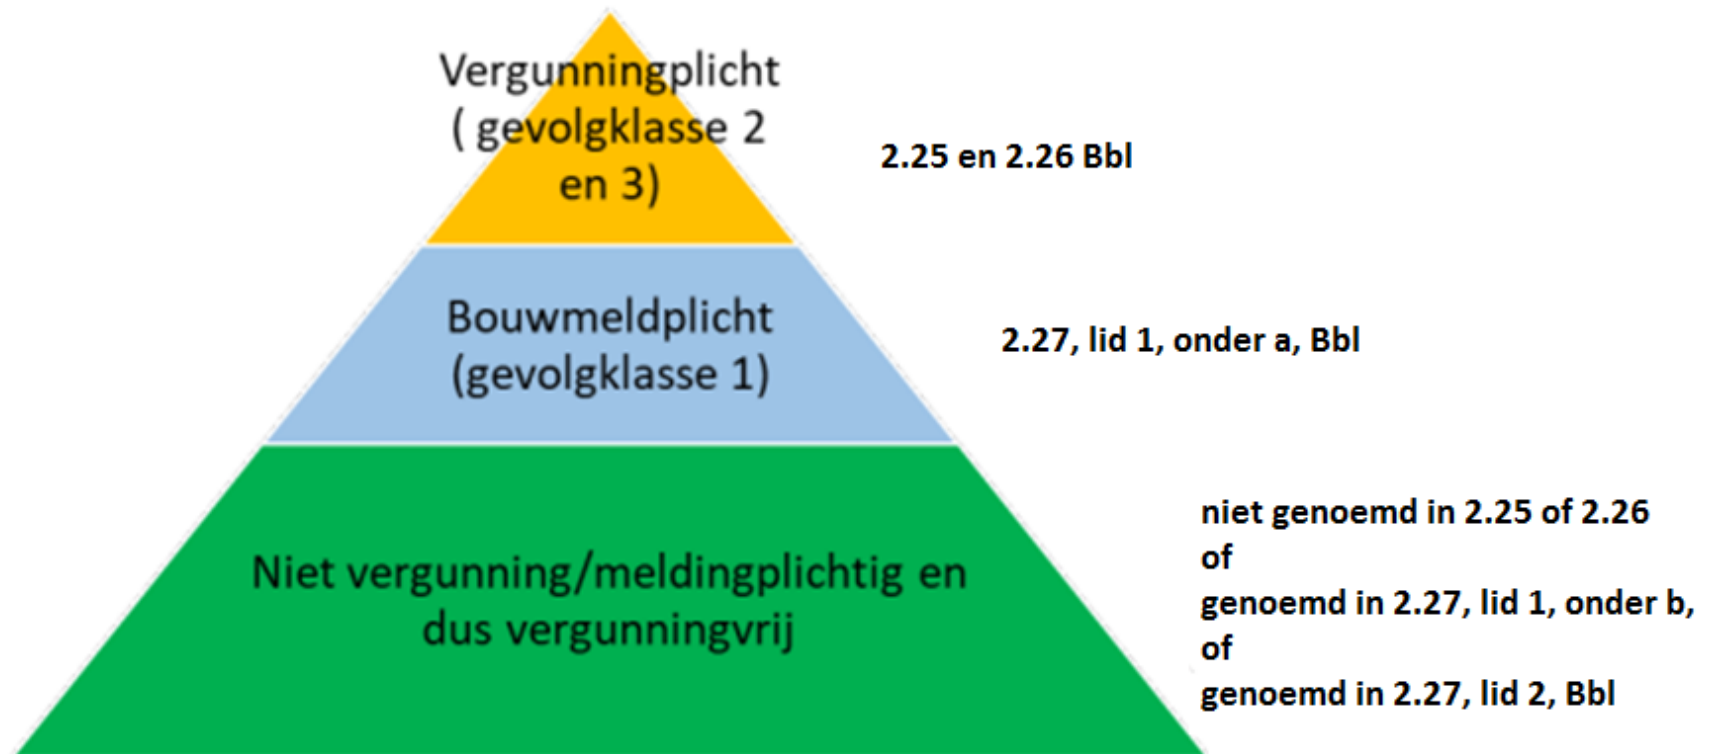 Vergunningplicht
( gevolgklasse 2
en 3)
2.25 en 2.26 Bbl
Bouwmeldplicht
(gevolgklasse 1)
2.27, lid 1, onder a, Bbl
Niet vergunning/meldingplichtig en
dus vergunningvrij
niet genoemd in 2.25 of 2.26
of
genoemd in 2.27, lid 1, onder b,
of
genoemd in 2.27, lid 2, Bbl